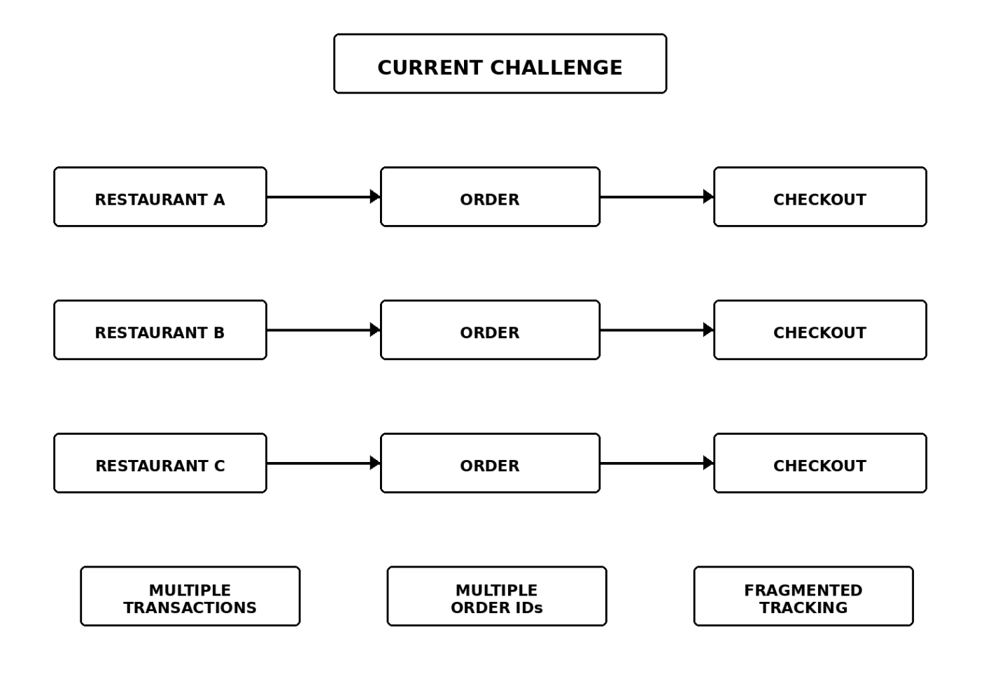 CURRENT CHALLENGE
RESTAURANT A
ORDER
CHECKOUT
RESTAURANT B
ORDER
CHECKOUT
RESTAURANT C
ORDER
CHECKOUT
MULTIPLE
TRANSACTIONS
MULTIPLE
ORDER IDs
FRAGMENTED
TRACKING